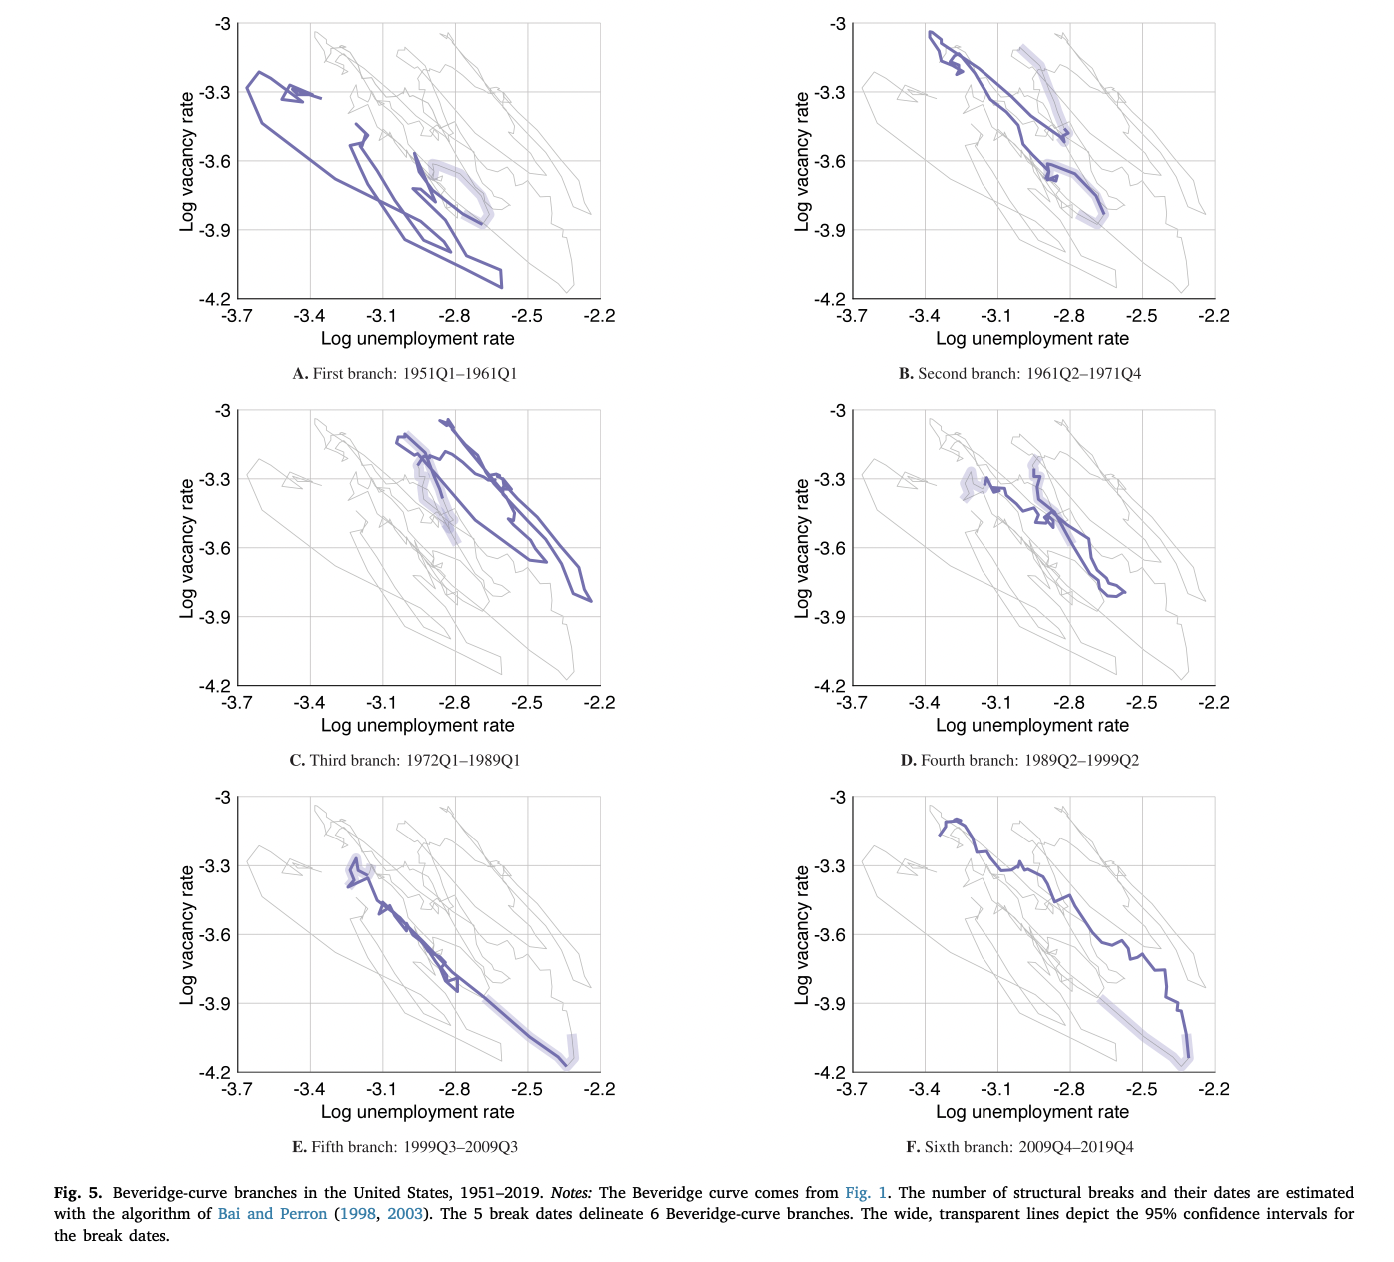 -3
-3.3
-3.6
-3.9
-4.2
Log vacancy rate
-3.7 -3.4 -3.1 -2.8 -2.5 -2.2
Log unemployment rate
A. First branch: 1951Q1–1961Q1
-3
-3.3
-3.6
-3.9
-4.2
Log vacancy rate
-3.7 -3.4 -3.1 -2.8 -2.5 -2.2
Log unemployment rate
B. Second branch: 1961Q2–1971Q4
-3
-3.3
-3.6
-3.9
-4.2
Log vacancy rate
-3.7 -3.4 -3.1 -2.8 -2.5 -2.2
Log unemployment rate
C. Third branch: 1972Q1–1989Q1
-3
-3.3
-3.6
-3.9
-4.2
Log vacancy rate
-3.7 -3.4 -3.1 -2.8 -2.5 -2.2
Log unemployment rate
D. Fourth branch: 1989Q2–1999Q2
-3
-3.3
-3.6
-3.9
-4.2
Log vacancy rate
-3.7 -3.4 -3.1 -2.8 -2.5 -2.2
Log unemployment rate
E. Fifth branch: 1999Q3–2009Q3
-3
-3.3
-3.6
-3.9
-4.2
Log vacancy rate
-3.7 -3.4 -3.1 -2.8 -2.5 -2.2
Log unemployment rate
F. Sixth branch: 2009Q4–2019Q4
Fig. 5. Beveridge-curve branches in the United States, 1951–2019. Notes: The Beveridge curve comes from Fig. 1. The number of structural breaks and their dates are estimated
with the algorithm of Bai and Perron (1998, 2003). The 5 break dates delineate 6 Beveridge-curve branches. The wide, transparent lines depict the 95% confidence intervals for
the break dates.